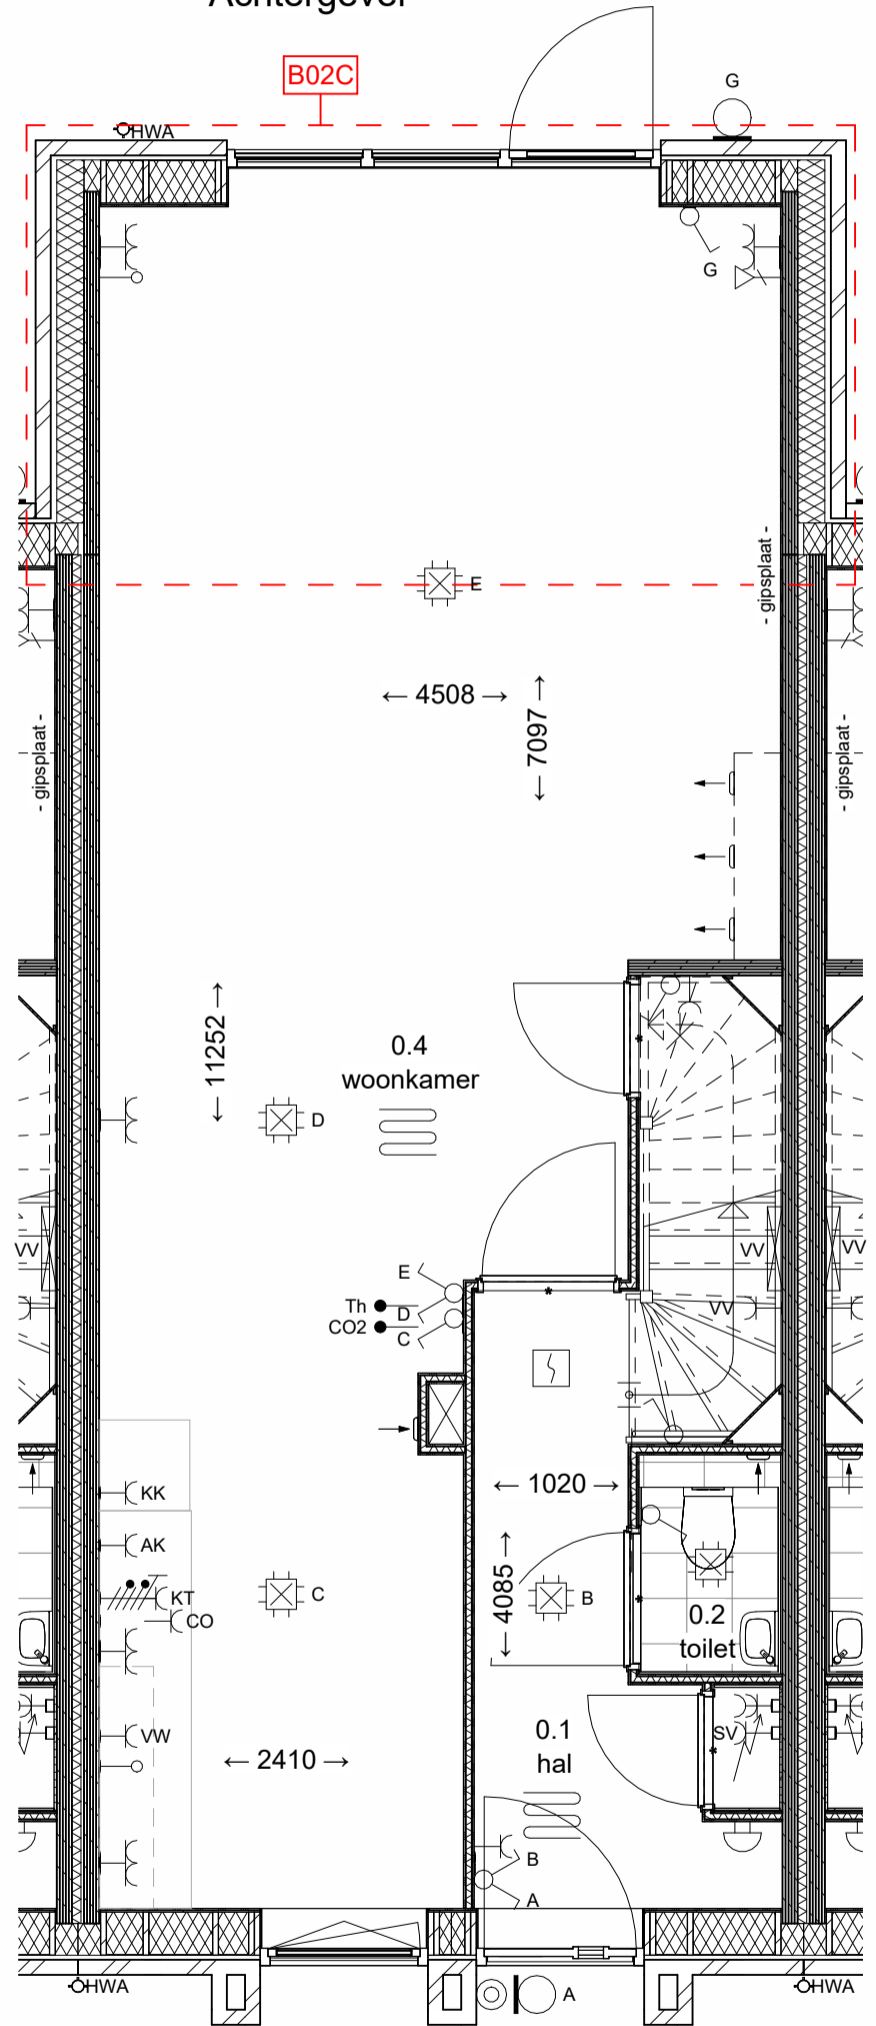 Achtergevel
B02C
G
HWA
G
E
- gipsplaat -
← 4508 →
← 7097 →
- gipsplaat -
- gipsplaat -
← 11252 →
0.4
woonkamer
D
VV
VV
VV
E
Th
D
CO2
C
VV
KK
← 1020 →
AK
← 4085 →
KT
C
B
CO
0.2
toilet
VW
0.1
hal
SV
← 2410 →
B
A
HWA
A
HWA